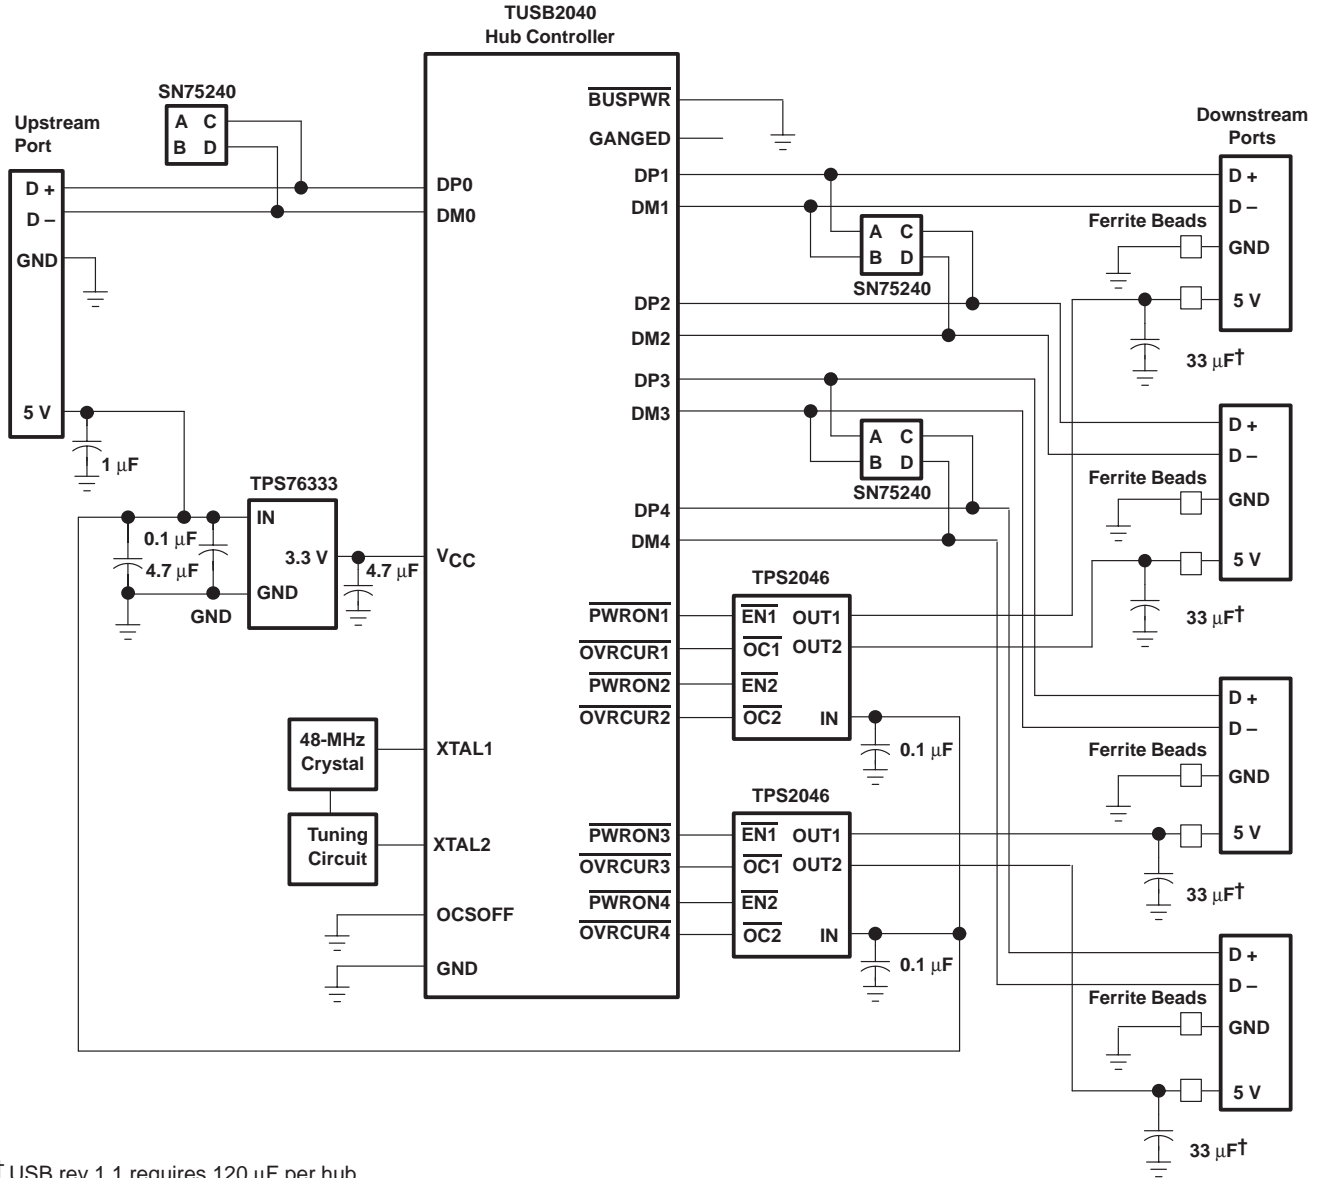 TUSB2040
Hub Controller
SN75240
A C
B D
Upstream
Port
D +
D –
GND
5 V
1 μF
TPS76333
IN
3.3 V
GND
0.1 μF
4.7 μF
GND
4.7 μF
48-MHz
Crystal
Tuning
Circuit
DP0
DM0
VCC
XTAL1
XTAL2
OCSOFF
GND
BUSPWR
GANGED
DP1
DM1
DP2
DM2
DP3
DM3
DP4
DM4
PWRON1
OVRCUR1
PWRON2
OVRCUR2
PWRON3
OVRCUR3
PWRON4
OVRCUR4
A C
B D
SN75240
A C
B D
SN75240
TPS2046
EN1 OUT1
OC1 OUT2
EN2
OC2 IN
0.1 μF
TPS2046
EN1 OUT1
OC1 OUT2
EN2
OC2 IN
0.1 μF
Downstream
Ports
D +
D –
Ferrite Beads
GND
5 V
33 μF†
D +
D –
Ferrite Beads
GND
5 V
33 μF†
D +
D –
Ferrite Beads
GND
5 V
33 μF†
D +
D –
Ferrite Beads
GND
5 V
33 μF†
† USB rev 1.1 requires 120 μF per hub